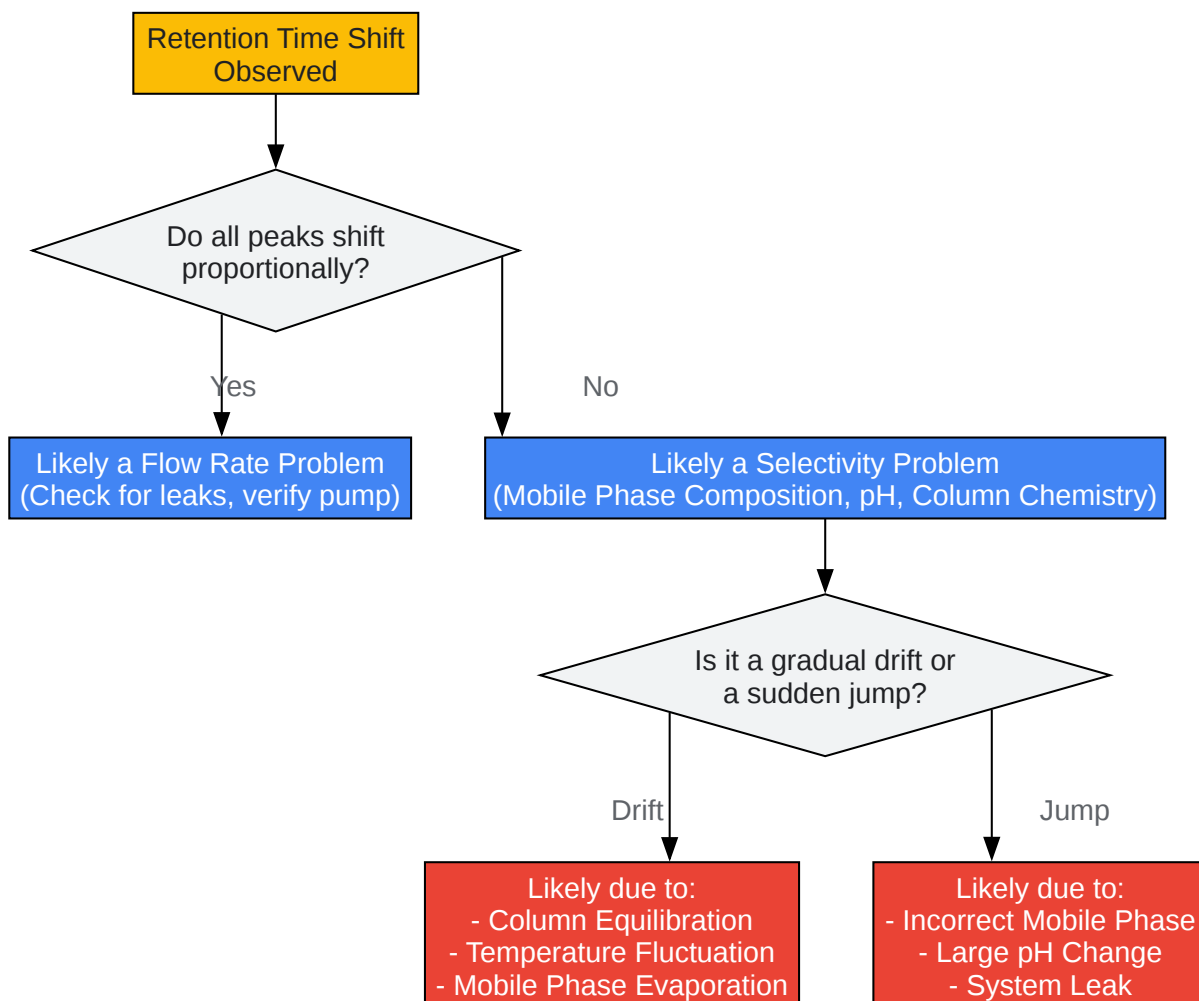 Retention Time Shift
Observed
Do all peaks shift
proportionally?
Yes
No
Likely a Flow Rate Problem
(Check for leaks, verify pump)
Likely a Selectivity Problem
(Mobile Phase Composition, pH, Column Chemistry)
Is it a gradual drift or
a sudden jump?
Drift
Jump
Likely due to:
- Column Equilibration
- Temperature Fluctuation
- Mobile Phase Evaporation
Likely due to:
- Incorrect Mobile Phase
- Large pH Change
- System Leak